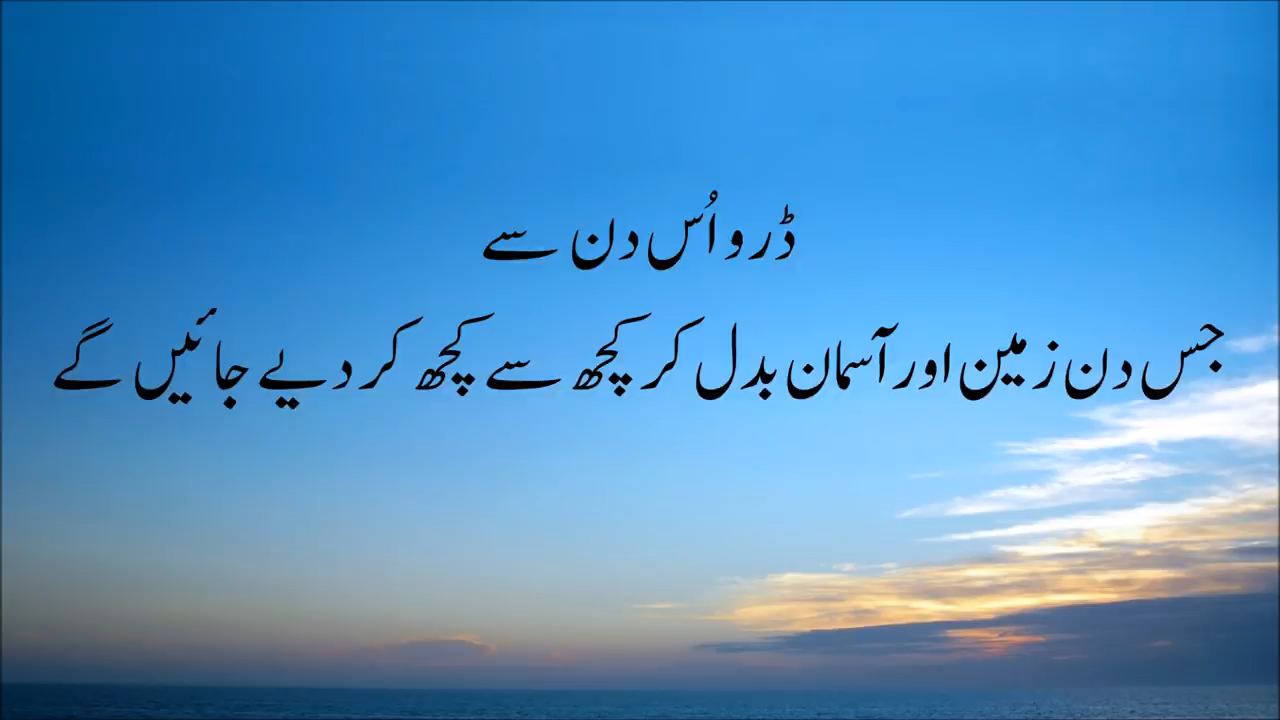 ڈرو اُس دن سے
جس دن زمین اور آسمان بدل کر کچھ سے کچھ کر دیے جائیں گے